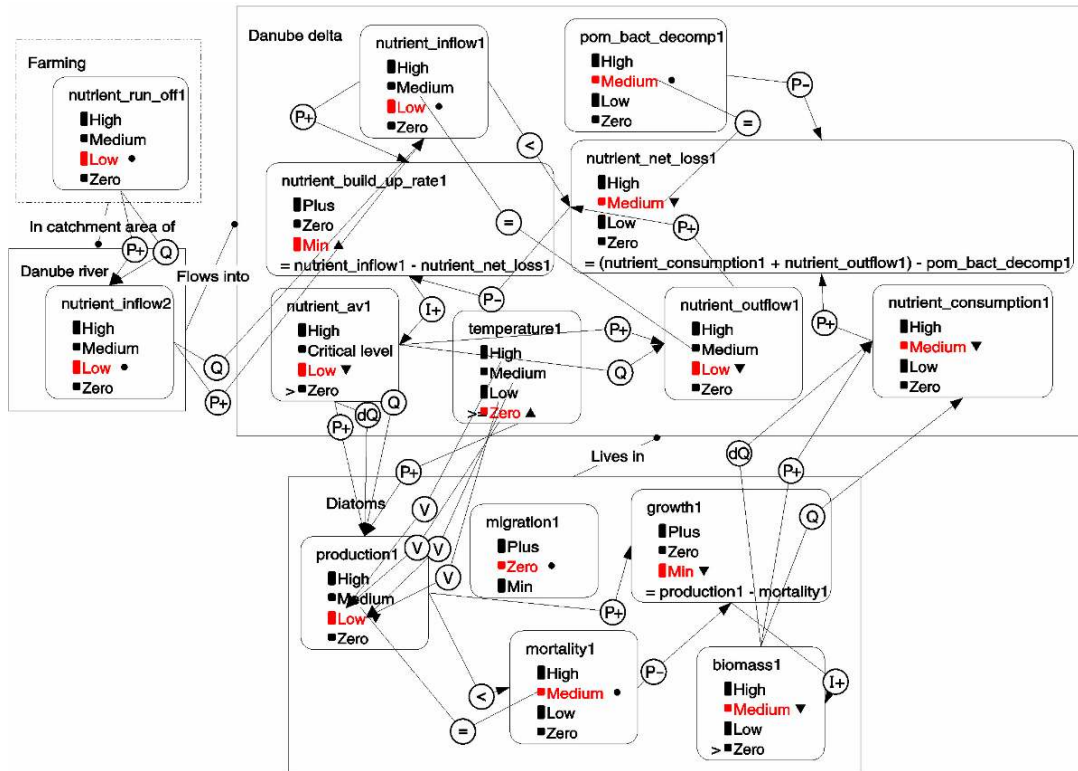 Farming
nutrient_run_off1
High
Medium
Low
Zero
In catchment area of
P+
Q
Danube river
nutrient_inflow2
High
Medium
Low
Zero
Flows into
Q
P+
Danube delta
nutrient_inflow1
High
Medium
Low
Zero
P+
<
pom_bact_decomp1
High
Medium
Low
Zero
P-
=
nutrient_build_up_rate1
Plus
Zero
Min
= nutrient_inflow1 - nutrient_net_loss1
=
nutrient_net_loss1
High
Medium
Low
Zero
= (nutrient_consumption1 + nutrient_outflow1) - pom_bact_decomp1
P+
I+
P-
nutrient_av1
High
Critical level
Low
> Zero
temperature1
High
Medium
Low
>= Zero
P+
Q
nutrient_outflow1
High
Medium
Low
Zero
P+
nutrient_consumption1
High
Medium
Low
Zero
P+
dQ
Q
P+
Lives in
dQ
P+
Q
Diatoms
V
V
V
V
production1
High
Medium
Low
Zero
migration1
Plus
Zero
Min
growth1
Plus
Zero
Min
= production1 - mortality1
P+
<
=
mortality1
High
Medium
Low
Zero
P-
biomass1
High
Medium
Low
> Zero
I+